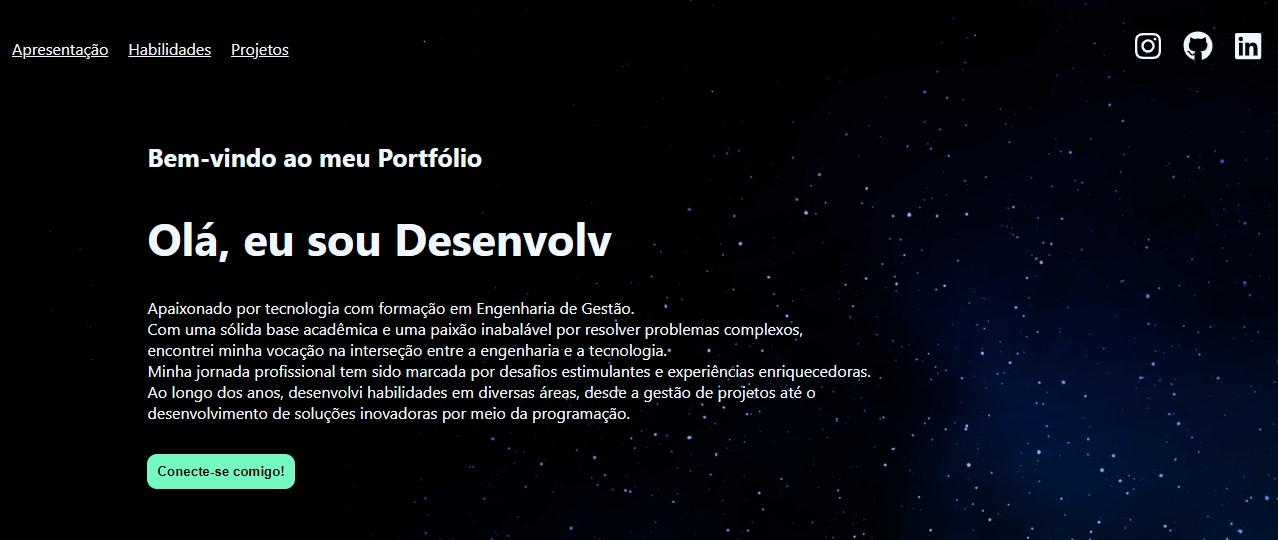 Apresentação Habilidades Projetos
Bem-vindo ao meu Portfólio
Olá, eu sou Desenvolv
Apaixonado por tecnologia com formação em Engenharia de Gestão.
Com uma sólida base acadêmica e uma paixão inabalável por resolver problemas complexos,
encontrei minha vocação na interseção entre a engenharia e a tecnologia.
Minha jornada profissional tem sido marcada por desafios estimulantes e experiências enriquecedoras.
Ao longo dos anos, desenvolvi habilidades em diversas áreas, desde a gestão de projetos até o
desenvolvimento de soluções inovadoras por meio da programação.
Conecte-se comigo!